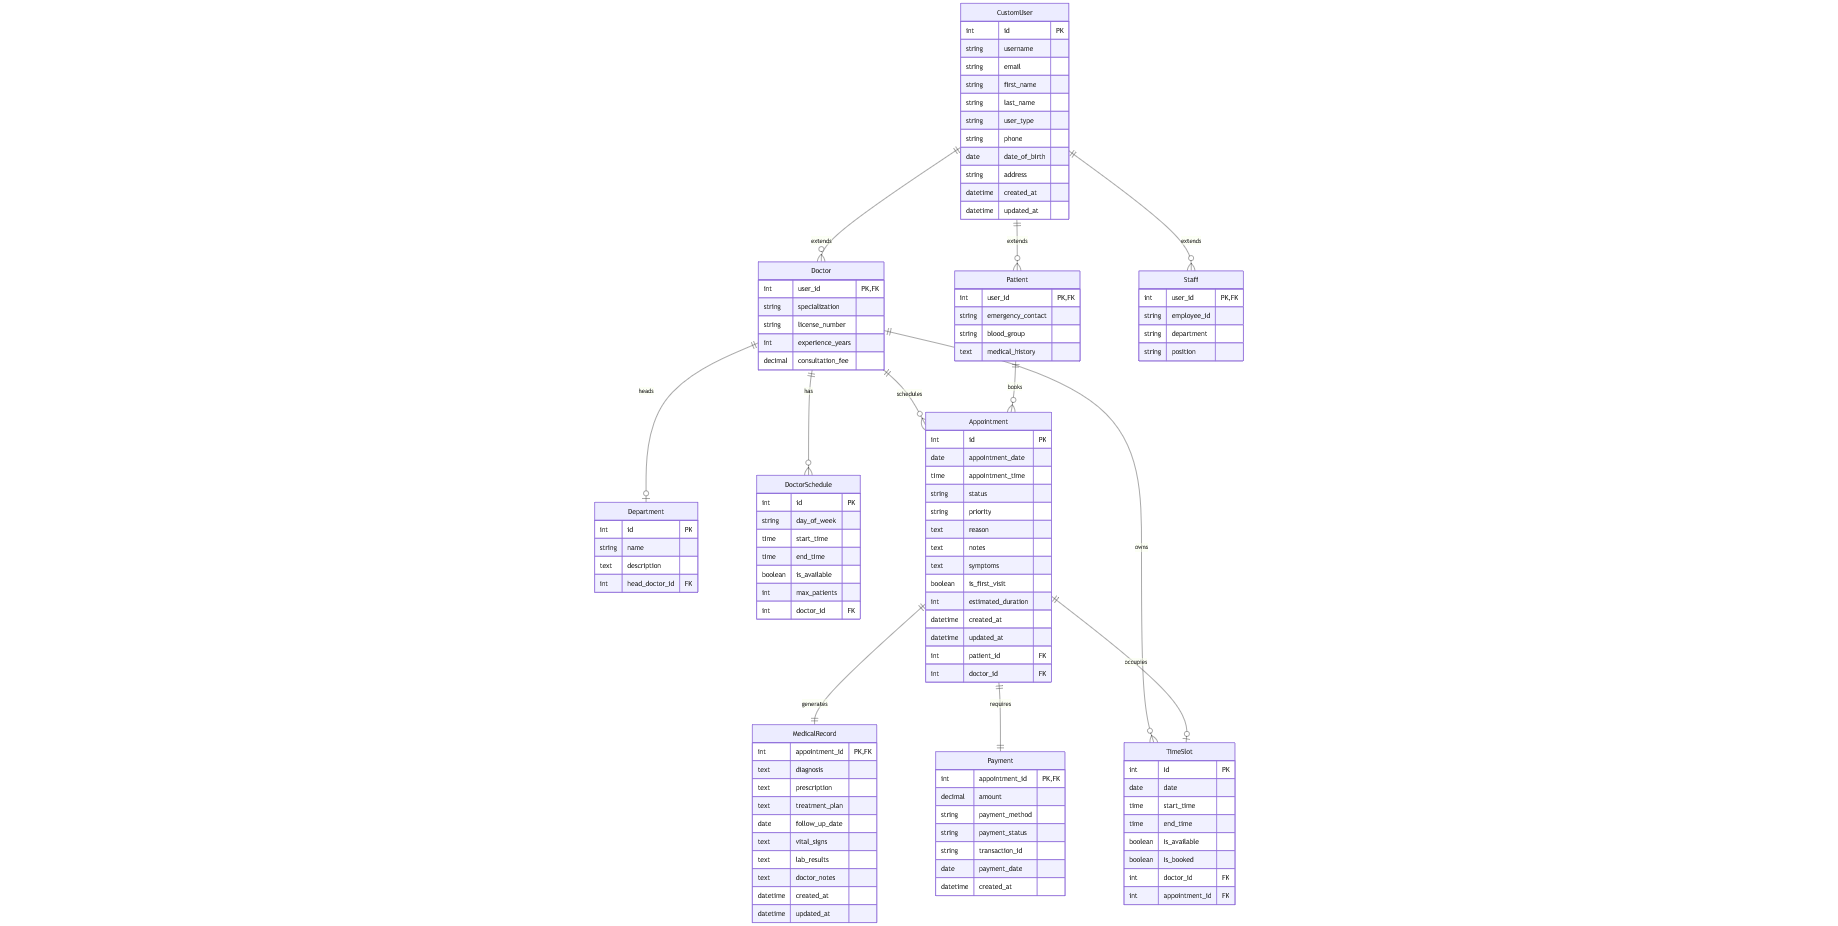 CustomUser
int id PK
string username
string email
string first_name
string last_name
string user_type
string phone
date date_of_birth
string address
datetime created_at
datetime updated_at
extends
extends
extends
Doctor
int user_id PK,FK
string specialization
string license_number
int experience_years
decimal consultation_fee
Patient
int user_id PK,FK
string emergency_contact
string blood_group
text medical_history
Staff
int user_id PK,FK
string employee_id
string department
string position
heads
has
schedules
books
owns
Department
int id PK
string name
text description
int head_doctor_id FK
DoctorSchedule
int id PK
string day_of_week
time start_time
time end_time
boolean is_available
int max_patients
int doctor_id FK
Appointment
int id PK
date appointment_date
time appointment_time
string status
string priority
text reason
text notes
text symptoms
boolean is_first_visit
int estimated_duration
datetime created_at
datetime updated_at
int patient_id FK
int doctor_id FK
generates
requires
occupies
MedicalRecord
int appointment_id PK,FK
text diagnosis
text prescription
text treatment_plan
date follow_up_date
text vital_signs
text lab_results
text doctor_notes
datetime created_at
datetime updated_at
Payment
int appointment_id PK,FK
decimal amount
string payment_method
string payment_status
string transaction_id
date payment_date
datetime created_at
TimeSlot
int id PK
date date
time start_time
time end_time
boolean is_available
boolean is_booked
int doctor_id FK
int appointment_id FK